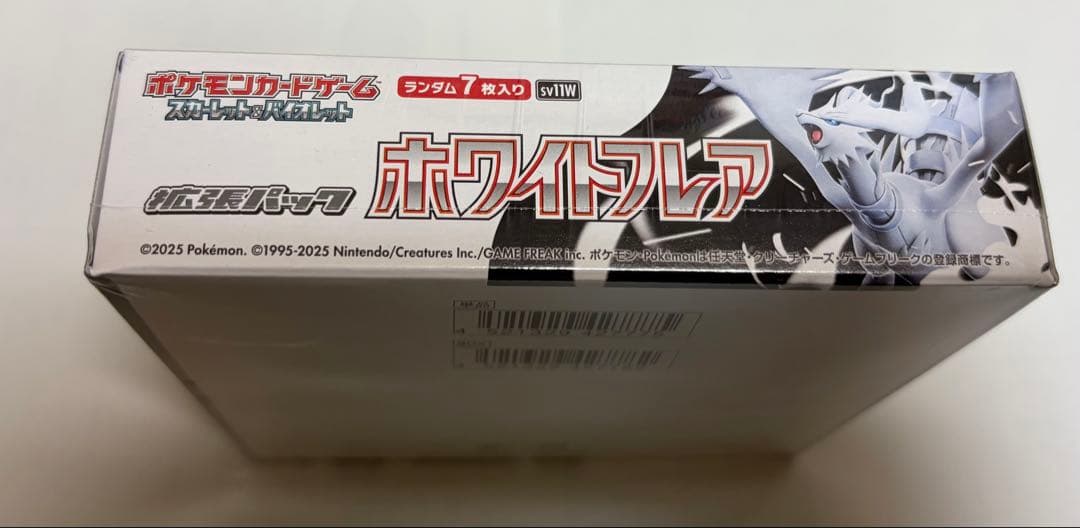 ポケモンカードゲーム
スカーレット&バイオレット
ランダム7枚入り sv11W
拡張パック ホワイトフレア
©2025 Pokémon. ©1995-2025 Nintendo/Creatures Inc./GAME FREAK inc. ポケモン・Pokémonは任天堂・クリーチャーズ・ゲームフリークの登録商標です。